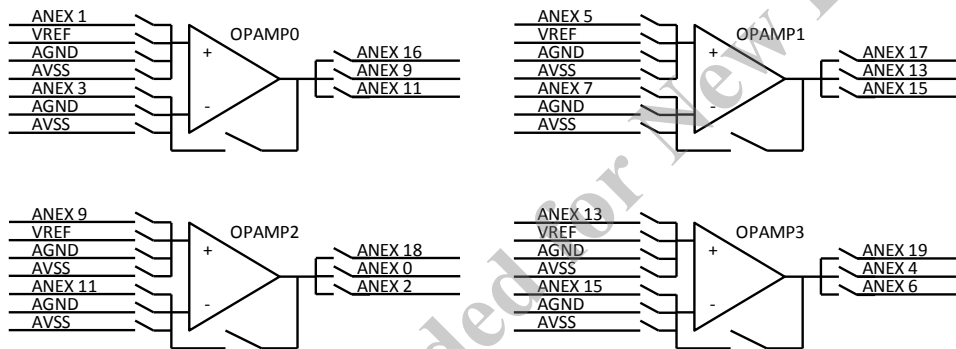 ANEX 1
VREF
AGND
AVSS
ANEX 3
AGND
AVSS
OPAMP0
+
-
ANEX 16
ANEX 9
ANEX 11
ANEX 5
VREF
AGND
AVSS
ANEX 7
AGND
AVSS
OPAMP1
+
-
ANEX 17
ANEX 13
ANEX 15
ANEX 9
VREF
AGND
AVSS
ANEX 11
AGND
AVSS
OPAMP2
+
-
ANEX 18
ANEX 0
ANEX 2
ANEX 13
VREF
AGND
AVSS
ANEX 15
AGND
AVSS
OPAMP3
+
-
ANEX 19
ANEX 4
ANEX 6
ded for New